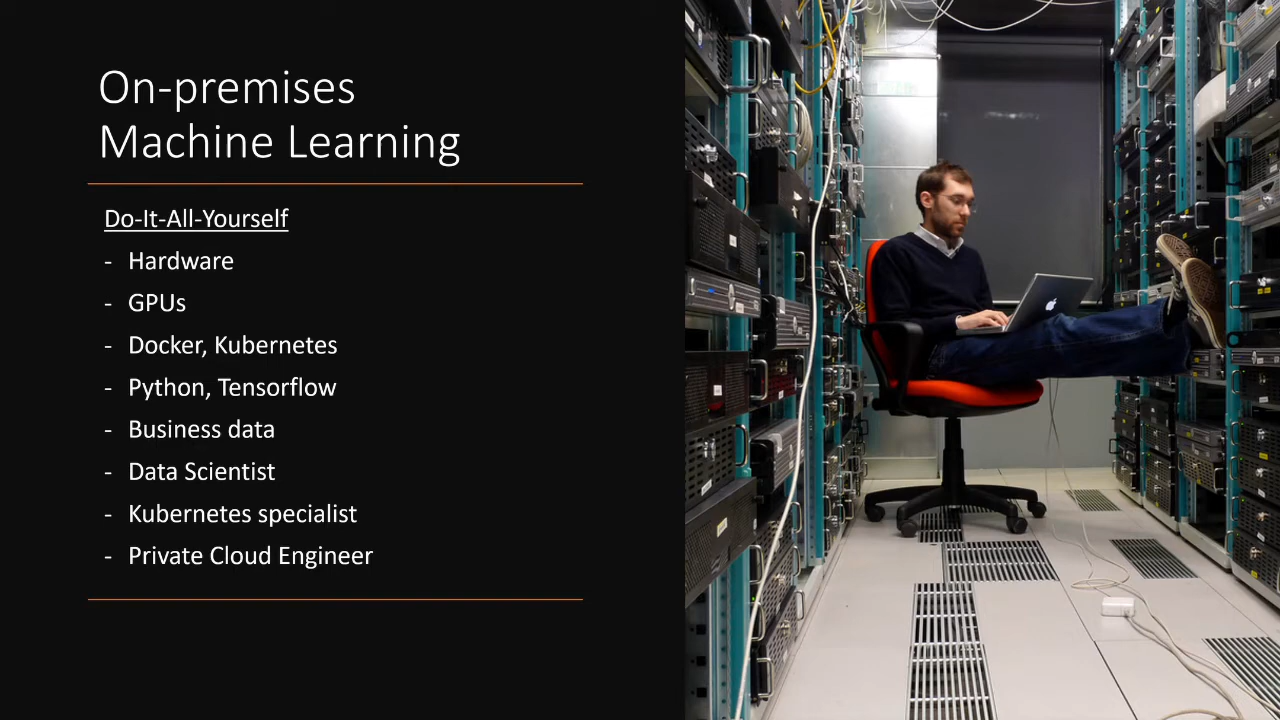 On-premises
Machine Learning
Do-It-All-Yourself
- Hardware
- GPUs
- Docker, Kubernetes
- Python, Tensorflow
- Business data
- Data Scientist
- Kubernetes specialist
- Private Cloud Engineer